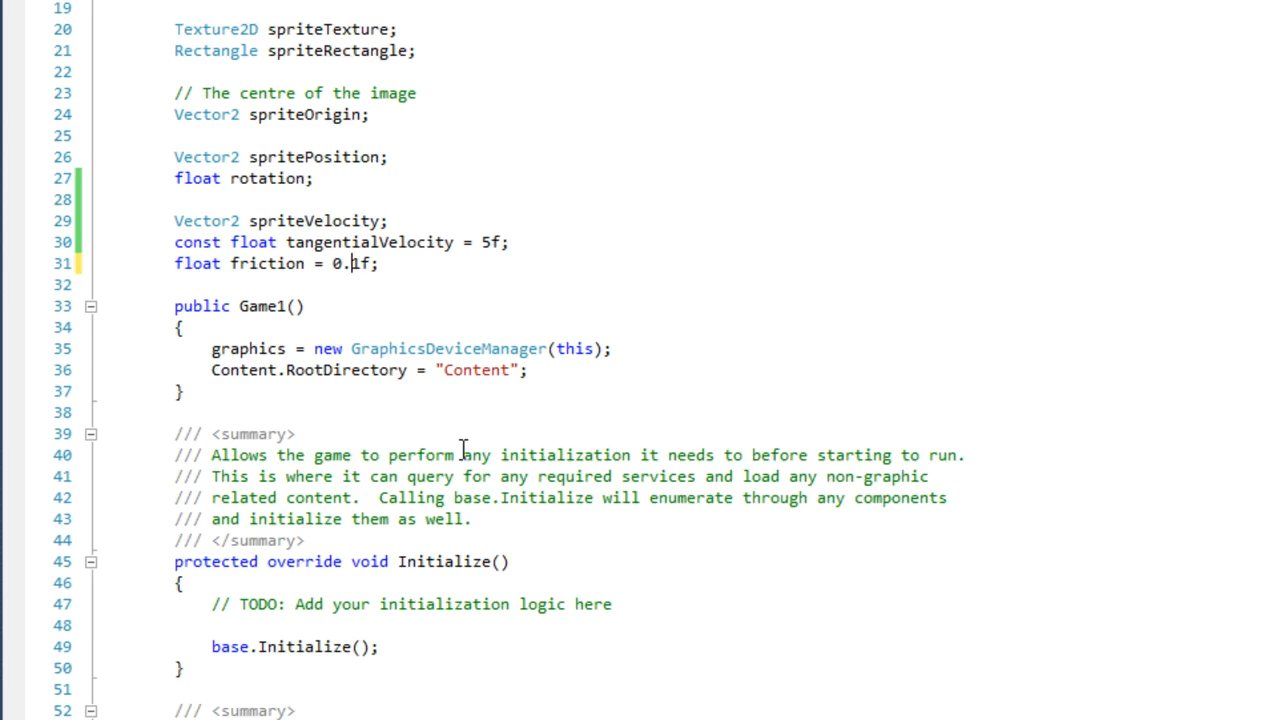 19
20 Texture2D spriteTexture;
21 Rectangle spriteRectangle;
22
23 // The centre of the image
24 Vector2 spriteOrigin;
25
26 Vector2 spritePosition;
27 float rotation;
28
29 Vector2 spriteVelocity;
30 const float tangentialVelocity = 5f;
31 float friction = 0.1f;
32
33 public Game1()
34 {
35 graphics = new GraphicsDeviceManager(this);
36 Content.RootDirectory = "Content";
37 }
38
39 /// <summary>
40 /// Allows the game to perform any initialization it needs to before starting to run.
41 /// This is where it can query for any required services and load any non-graphic
42 /// related content.  Calling base.Initialize will enumerate through any components
43 /// and initialize them as well.
44 /// </summary>
45 protected override void Initialize()
46 {
47 // TODO: Add your initialization logic here
48
49 base.Initialize();
50 }
51
52 /// <summary>